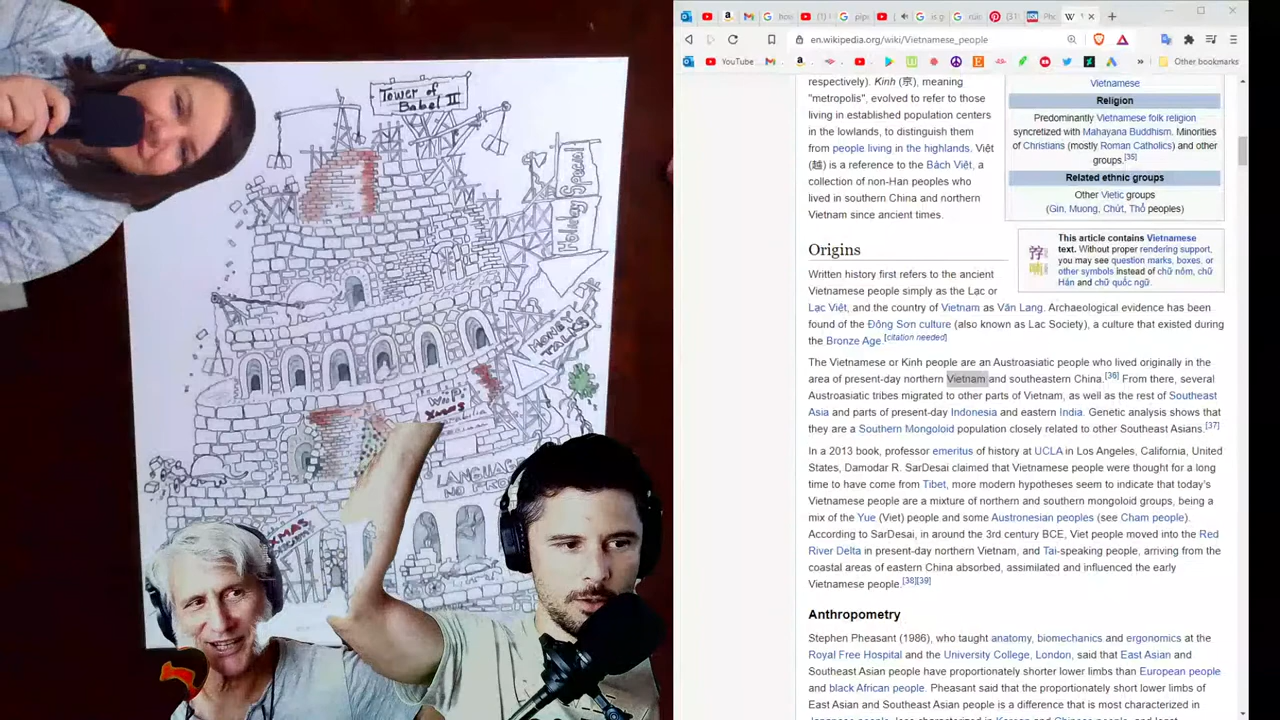 Tower of
Babel II
Holiday Special
MONEY
TALKS
Xmas
LANGUAGE
XMAS
en.wikipedia.org/wiki/Vietnamese_people
YouTube
Other bookmarks
respectively). Kinh (京), meaning
"metropolis", evolved to refer to those
living in established population centers
in the lowlands, to distinguish them
from people living in the highlands. Việt
(越) is a reference to the Bách Việt, a
collection of non-Han peoples who
lived in southern China and northern
Vietnam since ancient times.
Vietnamese
Religion
Predominantly Vietnamese folk religion
syncretized with Mahayana Buddhism. Minorities
of Christians (mostly Roman Catholics) and other
groups.[35]
Related ethnic groups
Other Vietic groups
(Gin, Muong, Chứt, Thổ peoples)
This article contains Vietnamese
text. Without proper rendering support,
you may see question marks, boxes, or
other symbols instead of chữ nôm, chữ
Hán and chữ quốc ngữ.
Origins
Written history first refers to the ancient
Vietnamese people simply as the Lạc or
Lạc Việt, and the country of Vietnam as Văn Lang. Archaeological evidence has been
found of the Đông Sơn culture (also known as Lạc Society), a culture that existed during
the Bronze Age.[citation needed]
The Vietnamese or Kinh people are an Austroasiatic people who lived originally in the
area of present-day northern Vietnam and southeastern China.[36] From there, several
Austroasiatic tribes migrated to other parts of Vietnam, as well as the rest of Southeast
Asia and parts of present-day Indonesia and eastern India. Genetic analysis shows that
they are a Southern Mongoloid population closely related to other Southeast Asians.[37]
In a 2013 book, professor emeritus of history at UCLA in Los Angeles, California, United
States, Damodar R. SarDesai claimed that Vietnamese people were thought for a long
time to have come from Tibet, more modern hypotheses seem to indicate that today's
Vietnamese people are a mixture of northern and southern mongoloid groups, being a
mix of the Yue (Viet) people and some Austronesian peoples (see Cham people).
According to SarDesai, in around the 3rd century BCE, Viet people moved into the Red
River Delta in present-day northern Vietnam, and Tai-speaking people, arriving from the
coastal areas of eastern China absorbed, assimilated and influenced the early
Vietnamese people.[38][39]
Anthropometry
Stephen Pheasant (1986), who taught anatomy, biomechanics and ergonomics at the
Royal Free Hospital and the University College, London, said that East Asian and
Southeast Asian people have proportionately shorter lower limbs than European people
and black African people. Pheasant said that the proportionately short lower limbs of
East Asian and Southeast Asian people is a difference that is most characterized in